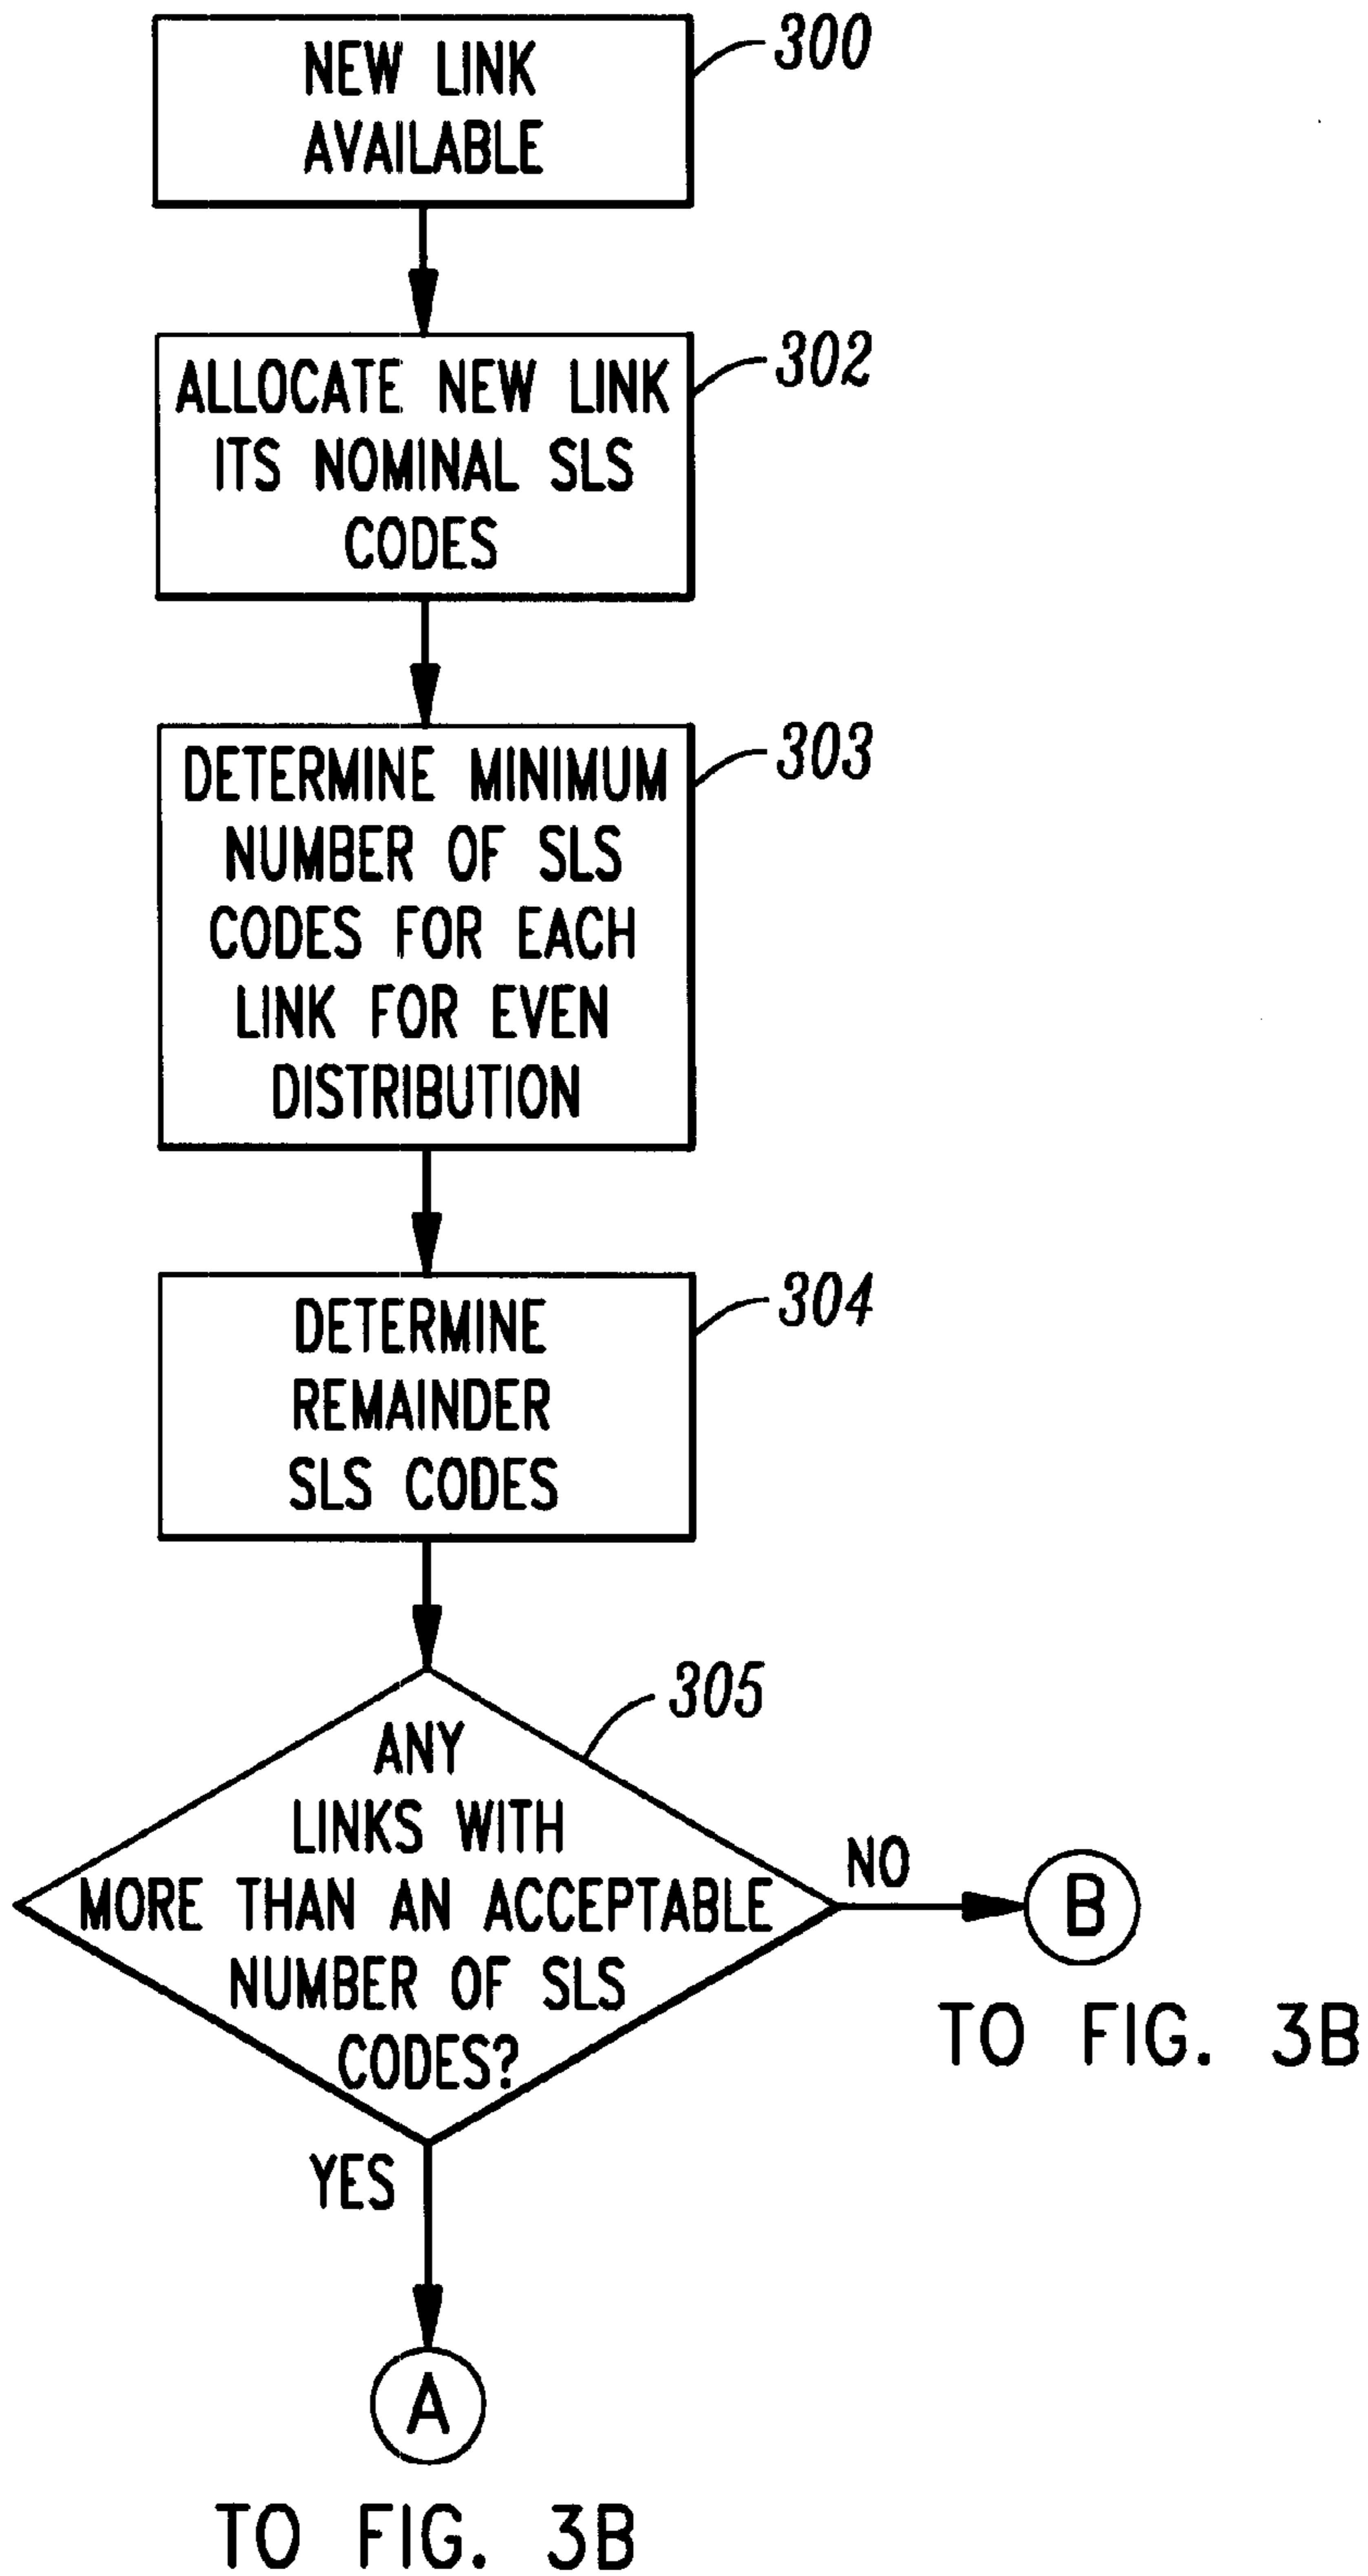 NEW LINK
AVAILABLE
300
ALLOCATE NEW LINK
ITS NOMINAL SLS
CODES
302
DETERMINE MINIMUM
NUMBER OF SLS
CODES FOR EACH
LINK FOR EVEN
DISTRIBUTION
303
DETERMINE
REMAINDER
SLS CODES
304
ANY
LINKS WITH
MORE THAN AN ACCEPTABLE
NUMBER OF SLS
CODES?
305
NO
B
TO FIG. 3B
YES
A
TO FIG. 3B